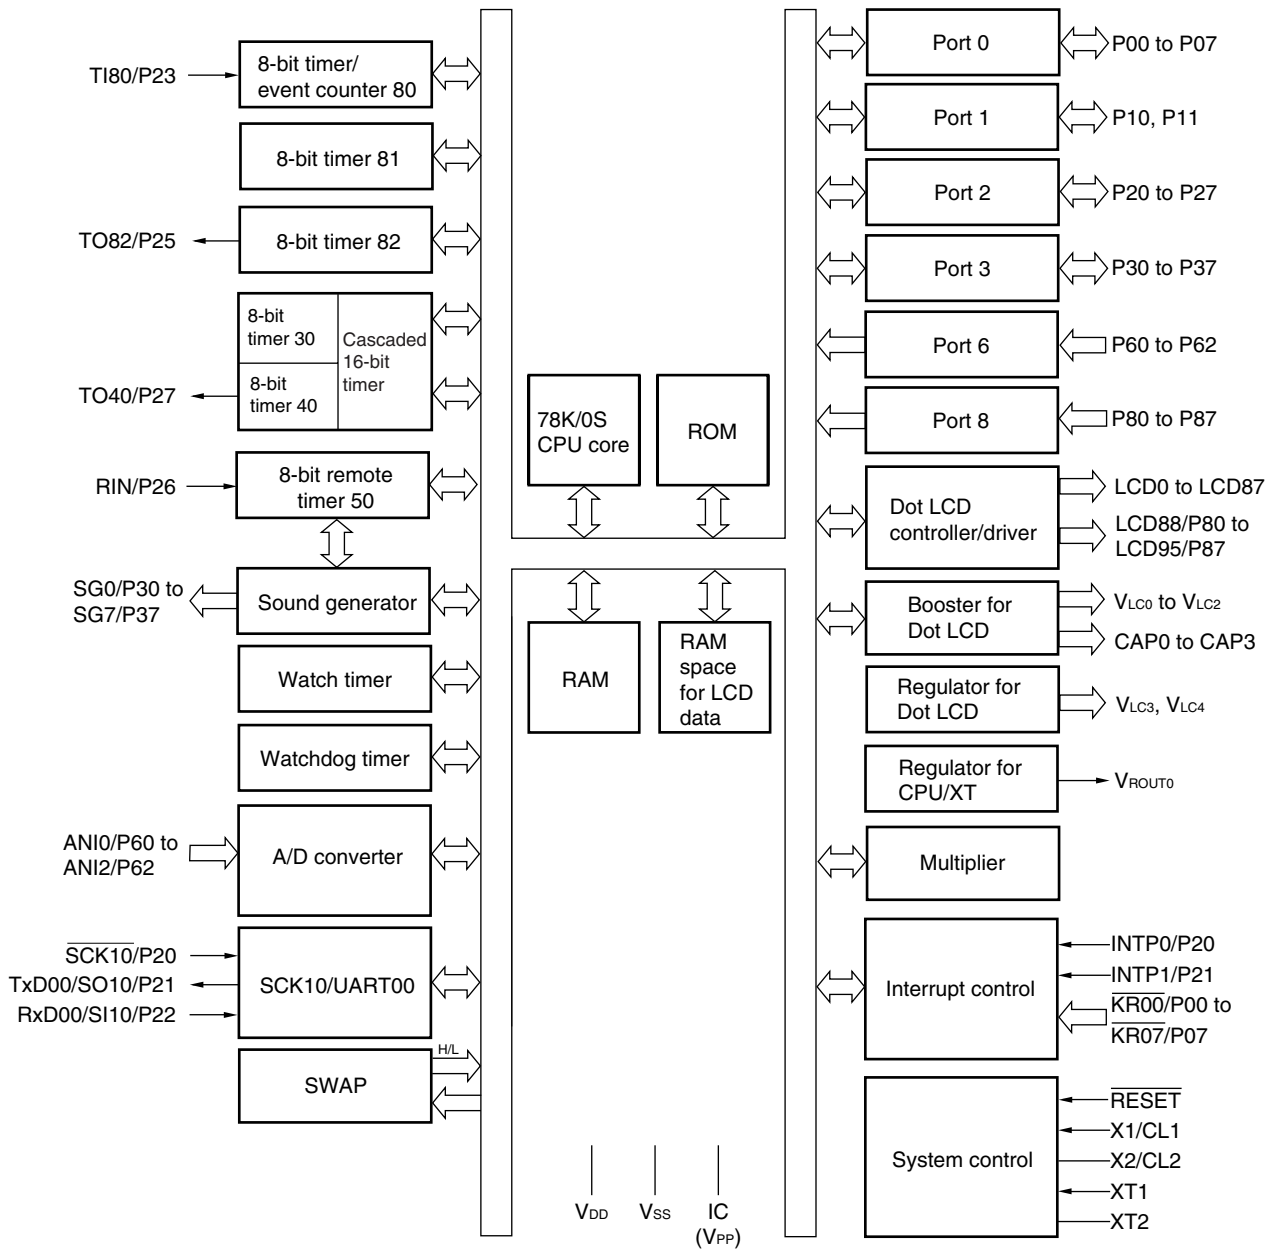 TI80/P23
8-bit timer/
event counter 80
8-bit timer 81
TO82/P25
8-bit timer 82
8-bit
timer 30
Cascaded
16-bit
timer
TO40/P27
8-bit
timer 40
RIN/P26
8-bit remote
timer 50
SG0/P30 to
SG7/P37
Sound generator
Watch timer
Watchdog timer
ANI0/P60 to
ANI2/P62
A/D converter
SCK10/P20
TxD00/SO10/P21
RxD00/SI10/P22
SCK10/UART00
H/L
SWAP
78K/0S
CPU core
ROM
RAM
RAM
space
for LCD
data
VDD
VSS
IC
(VPP)
Port 0
P00 to P07
Port 1
P10, P11
Port 2
P20 to P27
Port 3
P30 to P37
Port 6
P60 to P62
Port 8
P80 to P87
Dot LCD
controller/driver
LCD0 to LCD87
LCD88/P80 to
LCD95/P87
Booster for
Dot LCD
VLC0 to VLC2
CAP0 to CAP3
Regulator for
Dot LCD
VLC3, VLC4
Regulator for
CPU/XT
VROUT0
Multiplier
Interrupt control
INTP0/P20
INTP1/P21
KR00/P00 to
KR07/P07
System control
RESET
X1/CL1
X2/CL2
XT1
XT2